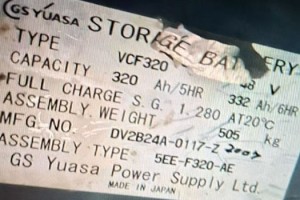 GS YUASA STORAGE BATTERY
TYPE VCF320 48 V
CAPACITY 320 Ah/5HR 332 Ah/6HR
FULL CHARGE S.G. 1.280 AT20°C
ASSEMBLY WEIGHT 505 kg
MFG.NO. DV2B24A-0117-Z 2007
ASSEMBLY TYPE 5EE-F320-AE
GS Yuasa Power Supply Ltd.
MADE IN JAPAN